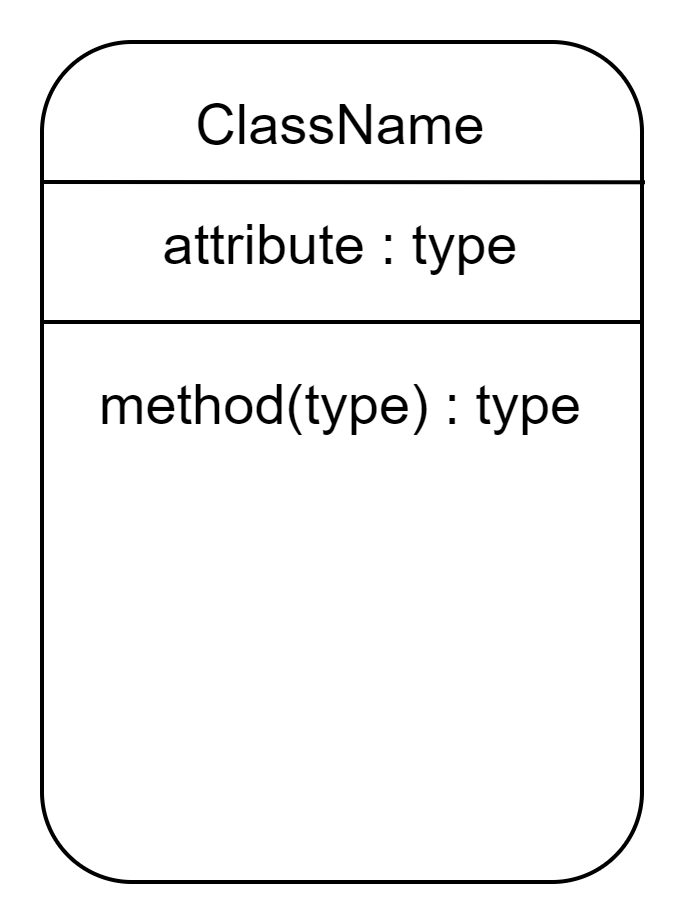 ClassName
attribute : type
method(type) : type